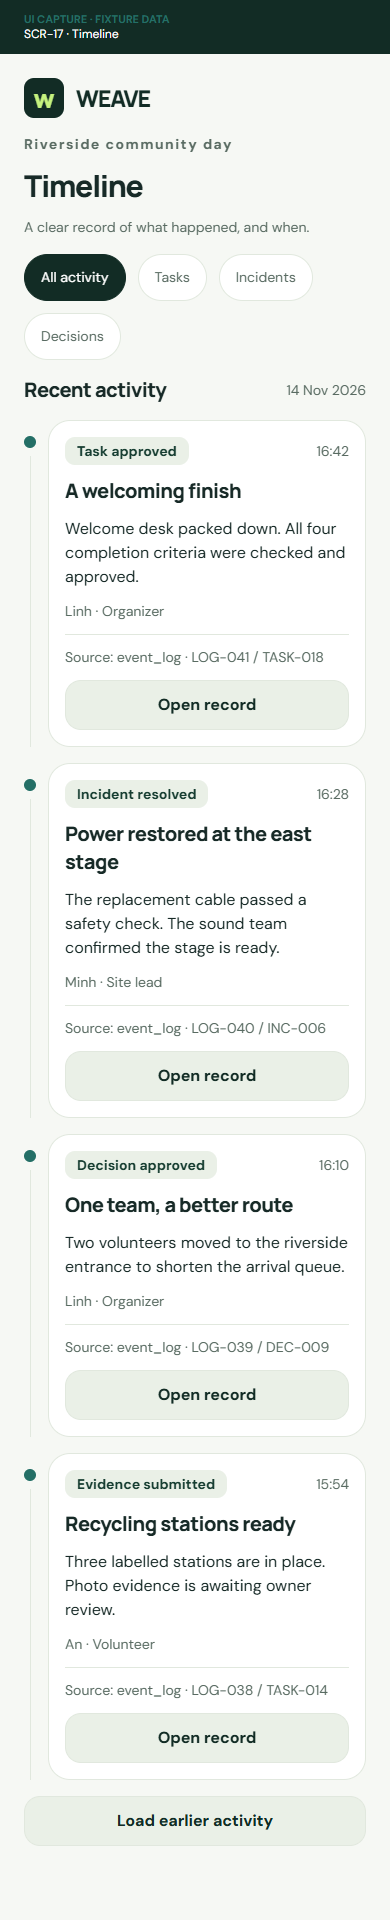 UI CAPTURE · FIXTURE DATA
SCR-17 · Timeline
w WEAVE
Riverside community day
Timeline
A clear record of what happened, and when.
All activity Tasks Incidents
Decisions
Recent activity 14 Nov 2026
Task approved 16:42
A welcoming finish
Welcome desk packed down. All four
completion criteria were checked and
approved.
Linh · Organizer
Source: event_log · LOG-041 / TASK-018
Open record
Incident resolved 16:28
Power restored at the east
stage
The replacement cable passed a
safety check. The sound team
confirmed the stage is ready.
Minh · Site lead
Source: event_log · LOG-040 / INC-006
Open record
Decision approved 16:10
One team, a better route
Two volunteers moved to the riverside
entrance to shorten the arrival queue.
Linh · Organizer
Source: event_log · LOG-039 / DEC-009
Open record
Evidence submitted 15:54
Recycling stations ready
Three labelled stations are in place.
Photo evidence is awaiting owner
review.
An · Volunteer
Source: event_log · LOG-038 / TASK-014
Open record
Load earlier activity